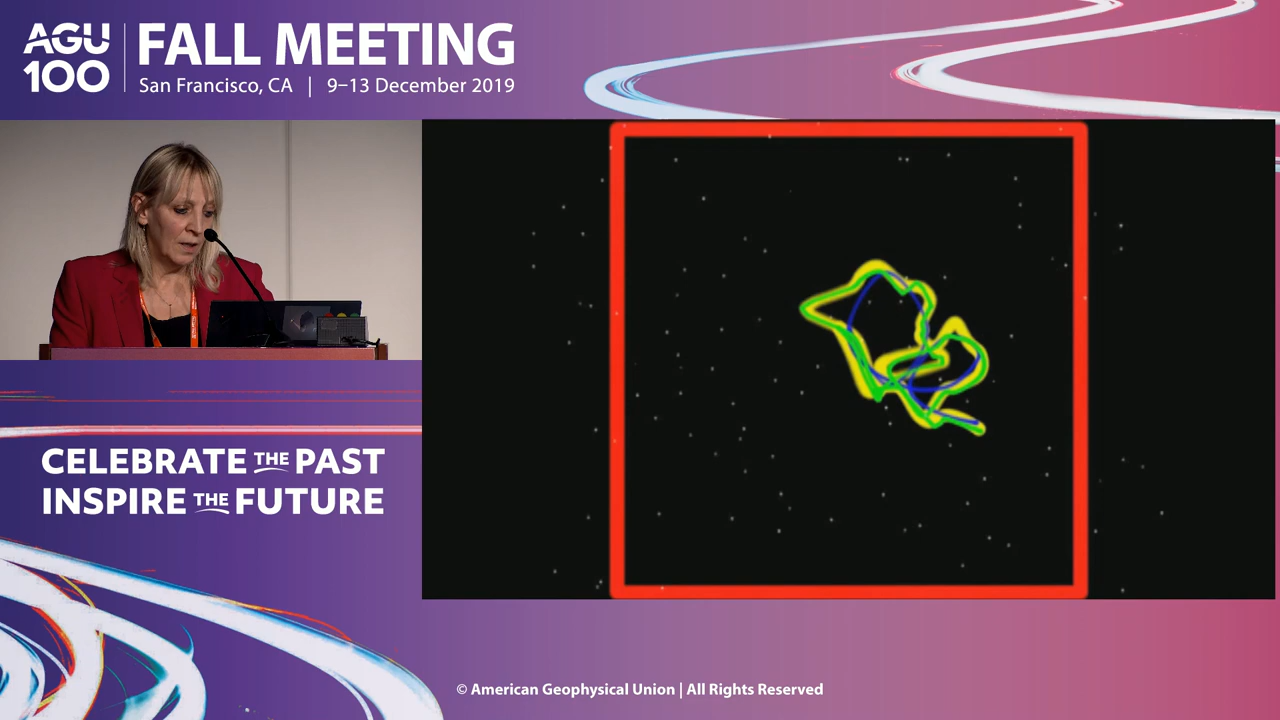 AGU
100
FALL MEETING
San Francisco, CA | 9–13 December 2019
CELEBRATE THE PAST
INSPIRE THE FUTURE
© American Geophysical Union | All Rights Reserved